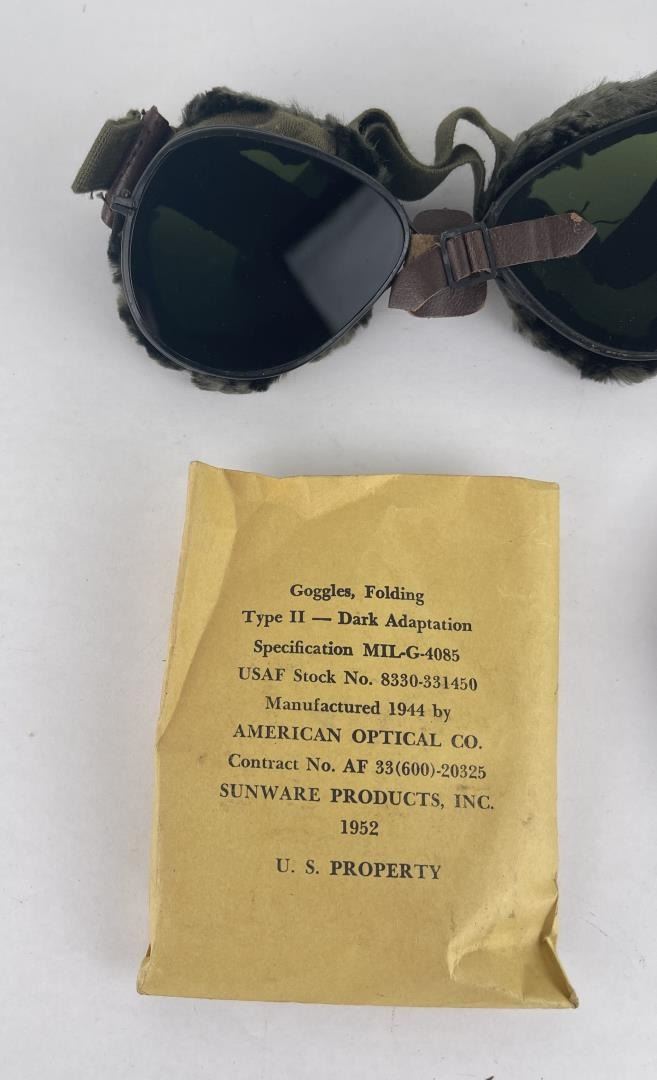 Goggles, Folding
Type II — Dark Adaptation
Specification MIL-G-4085
USAF Stock No. 8330-331450
Manufactured 1944 by
AMERICAN OPTICAL CO.
Contract No. AF 33(600)-20325
SUNWARE PRODUCTS, INC.
1952
U. S. PROPERTY